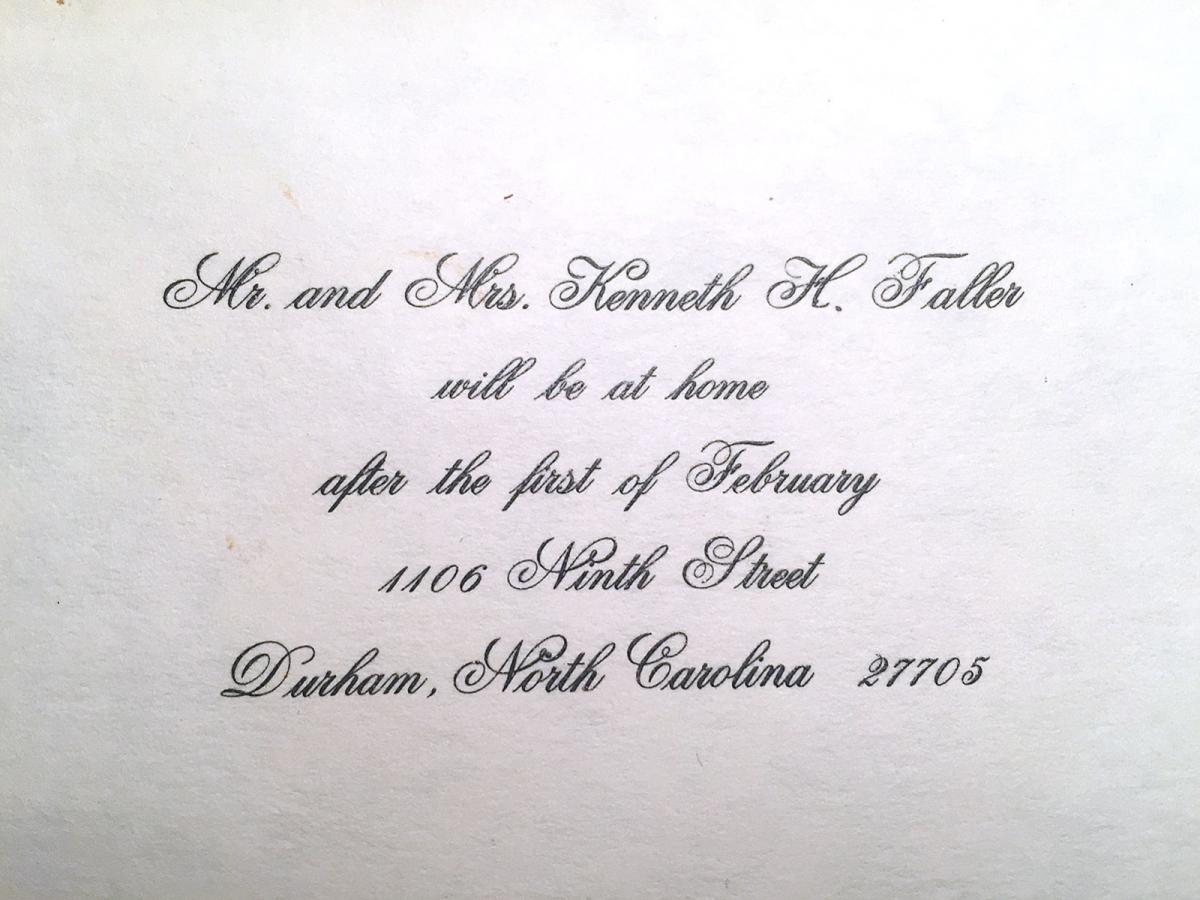 Mr. and Mrs. Kenneth H. Faller
will be at home
after the first of February
1106 Ninth Street
Durham, North Carolina 27705